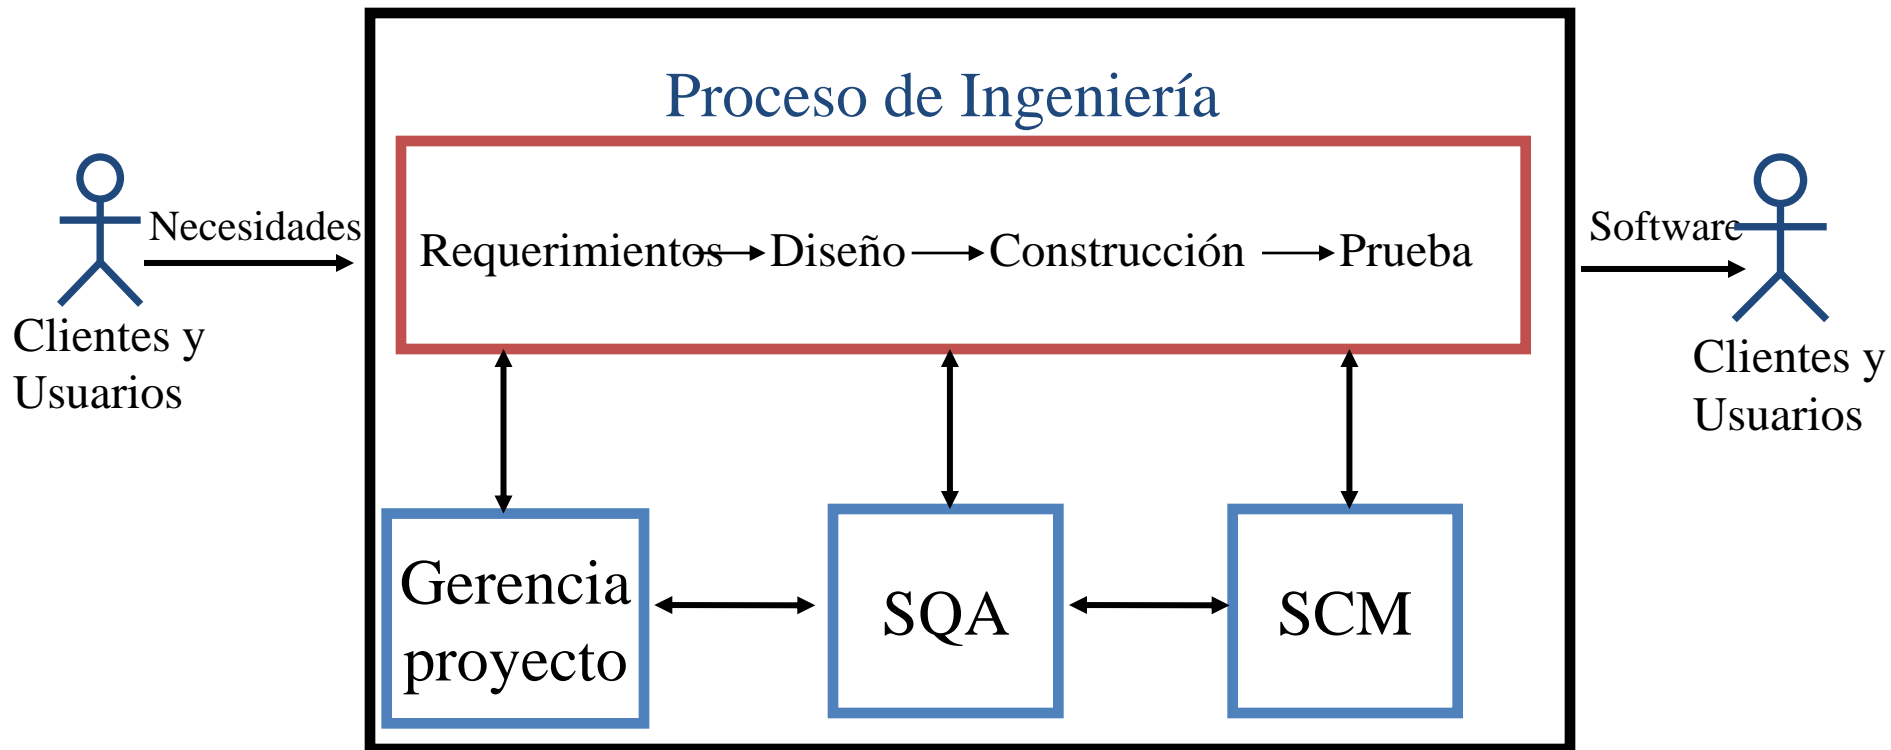 Proceso de Ingeniería
Necesidades
Clientes y
Usuarios
Requerimientos
Diseño
Construcción
Prueba
Software
Clientes y
Usuarios
Gerencia
proyecto
SQA
SCM